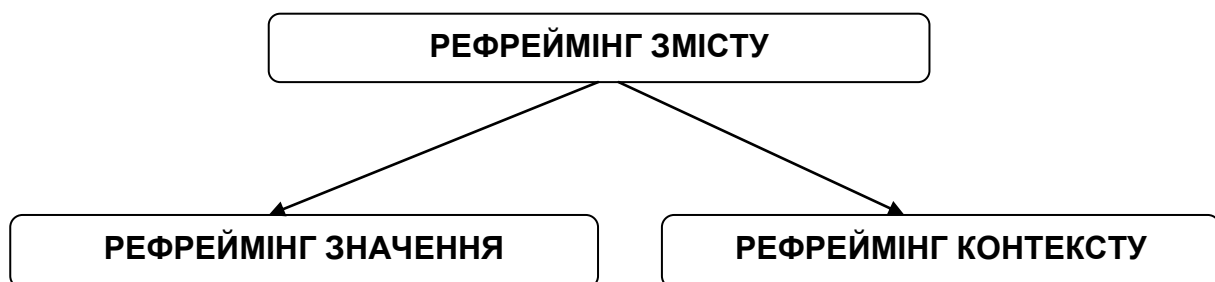 РЕФРЕЙМІНГ ЗМІСТУ
РЕФРЕЙМІНГ ЗНАЧЕННЯ
РЕФРЕЙМІНГ КОНТЕКСТУ